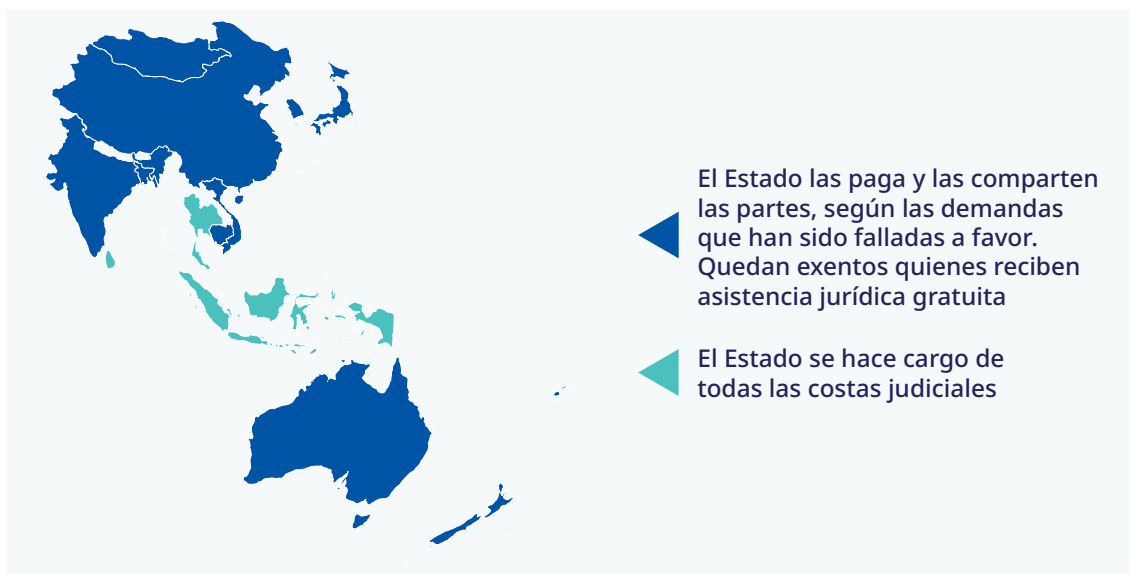 El Estado las paga y las comparten
las partes, según las demandas
que han sido falladas a favor.
Quedan exentos quienes reciben
asistencia jurídica gratuita
El Estado se hace cargo de
todas las costas judiciales